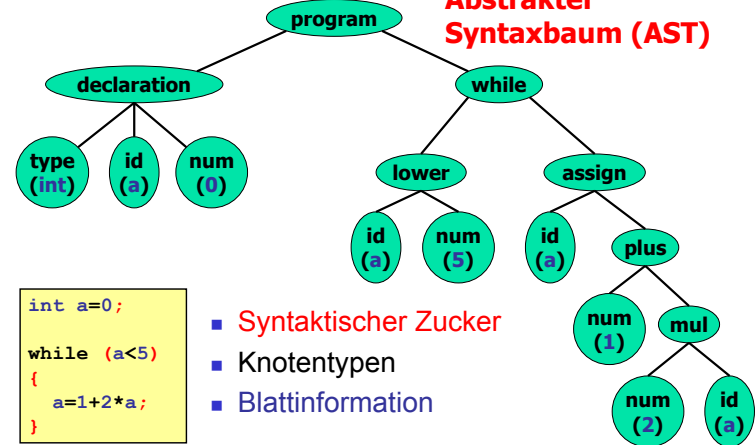 Abstrakter
Syntaxbaum (AST)
program
declaration
while
type
(int)
id
(a)
num
(0)
lower
assign
id
(a)
num
(5)
id
(a)
plus
num
(1)
mul
num
(2)
id
(a)
int a=0;
while (a<5)
{
a=1+2*a;
}
Syntaktischer Zucker
Knotentypen
Blattinformation